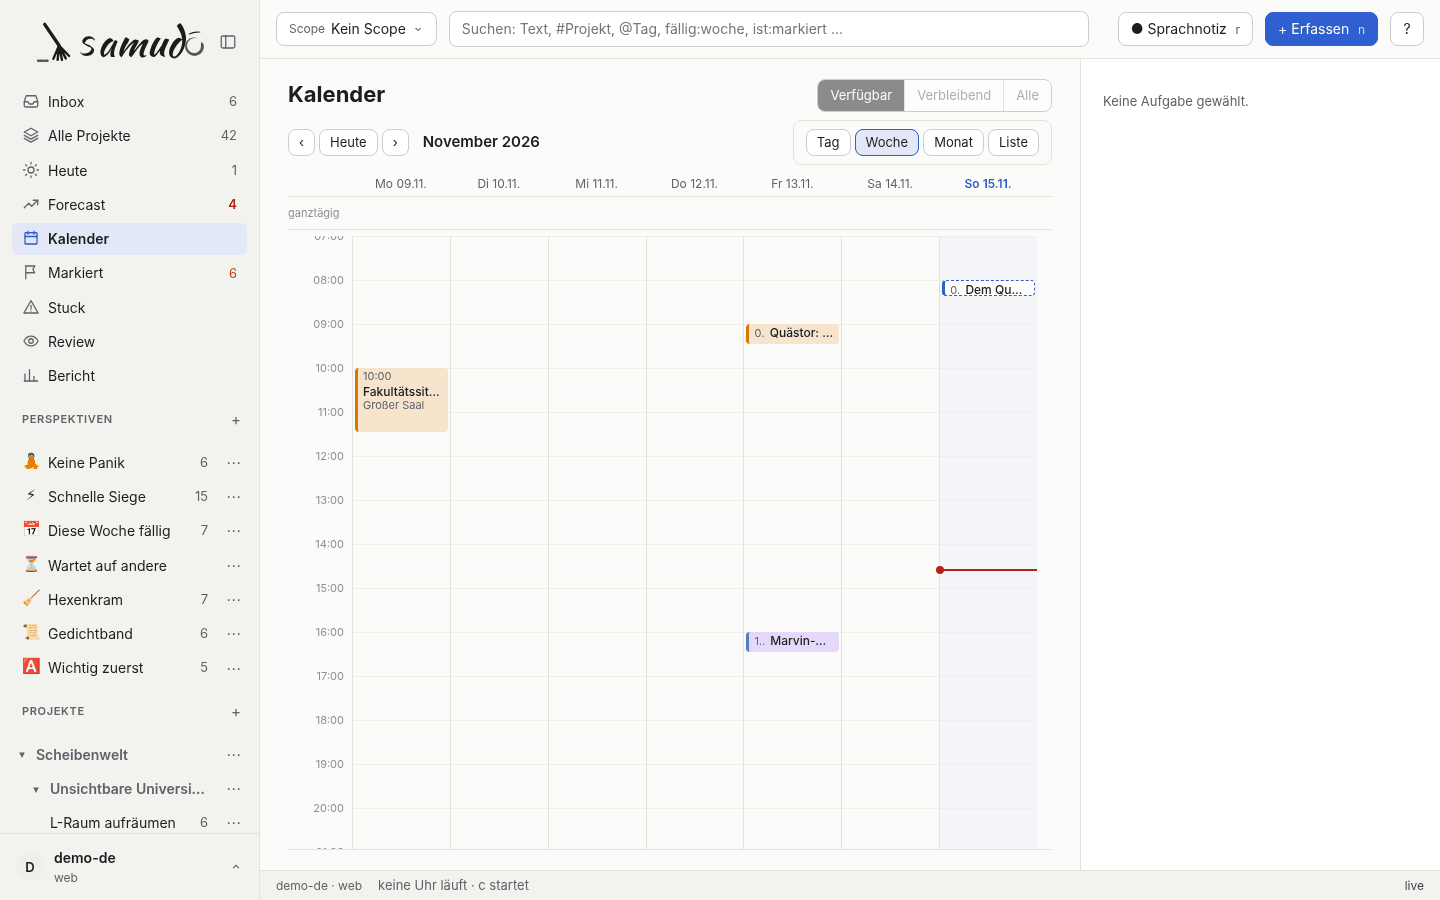 samudo
Scope Kein Scope
Suchen: Text, #Projekt, @Tag, fällig:woche, ist:markiert ...
Sprachnotiz r
+ Erfassen n
?
Inbox 6
Alle Projekte 42
Heute 1
Forecast 4
Kalender
Markiert 6
Stuck
Review
Bericht
PERSPEKTIVEN +
Keine Panik 6 ...
Schnelle Siege 15 ...
Diese Woche fällig 7 ...
Wartet auf andere ...
Hexenkram 7 ...
Gedichtband 6 ...
Wichtig zuerst 5 ...
PROJEKTE +
Scheibenwelt ...
Unsichtbare Universi... ...
L-Raum aufräumen 6 ...
D
demo-de
web
Kalender
Verfügbar Verbleibend Alle
‹ Heute › November 2026
Tag Woche Monat Liste
Mo 09.11. Di 10.11. Mi 11.11. Do 12.11. Fr 13.11. Sa 14.11. So 15.11.
ganztägig
07:00
08:00
0. Dem Qu...
09:00
0. Quästor: ...
10:00
10:00
Fakultätssit...
Großer Saal
11:00
12:00
13:00
14:00
15:00
16:00
1.. Marvin-...
17:00
18:00
19:00
20:00
Keine Aufgabe gewählt.
demo-de · web keine Uhr läuft · c startet
live